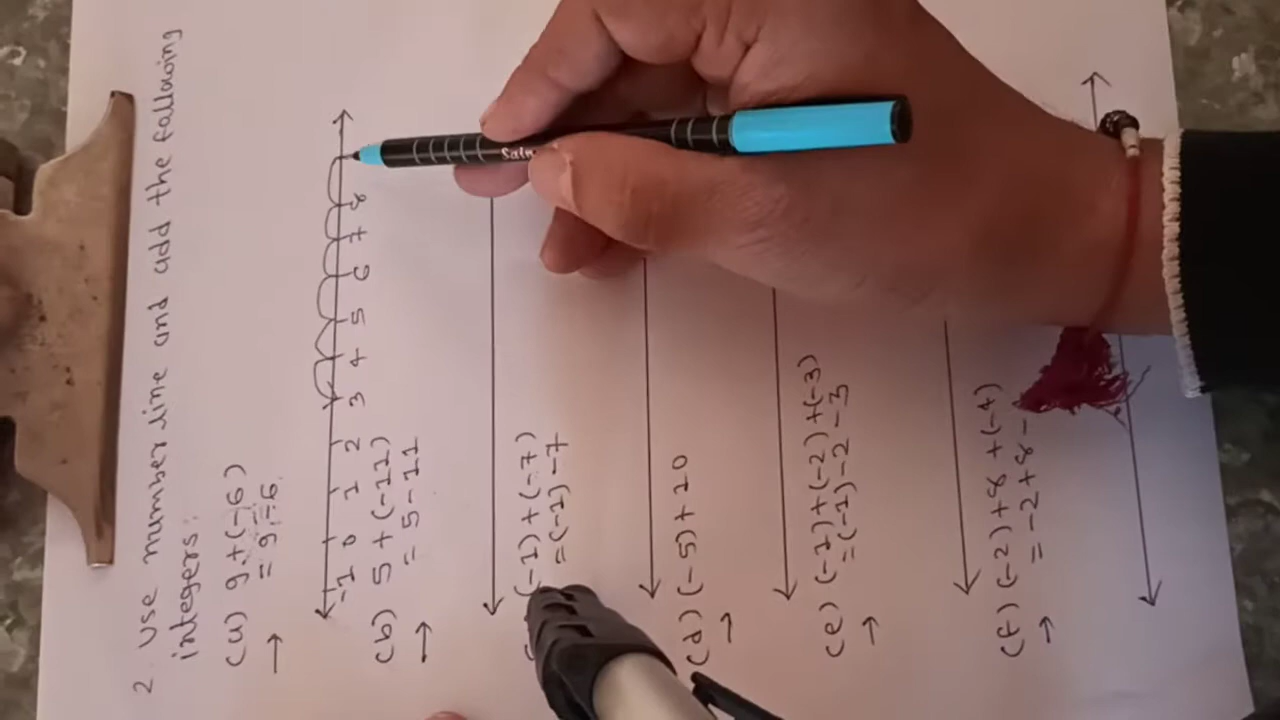 2. Use number line and add the following
integers:
(a) 9+(-6)
→ = 9-6
-1 0 1 2 3 4 5 6 7 8
(b) 5+(-11)
→ = 5-11
(-1)+(-7)
=(-1)-7
(d) (-5)+10
→
(e) (-1)+(-2)+(-3)
→ =(-1)-2-3
(f) (-2)+8+(-4)
→ = -2+8-